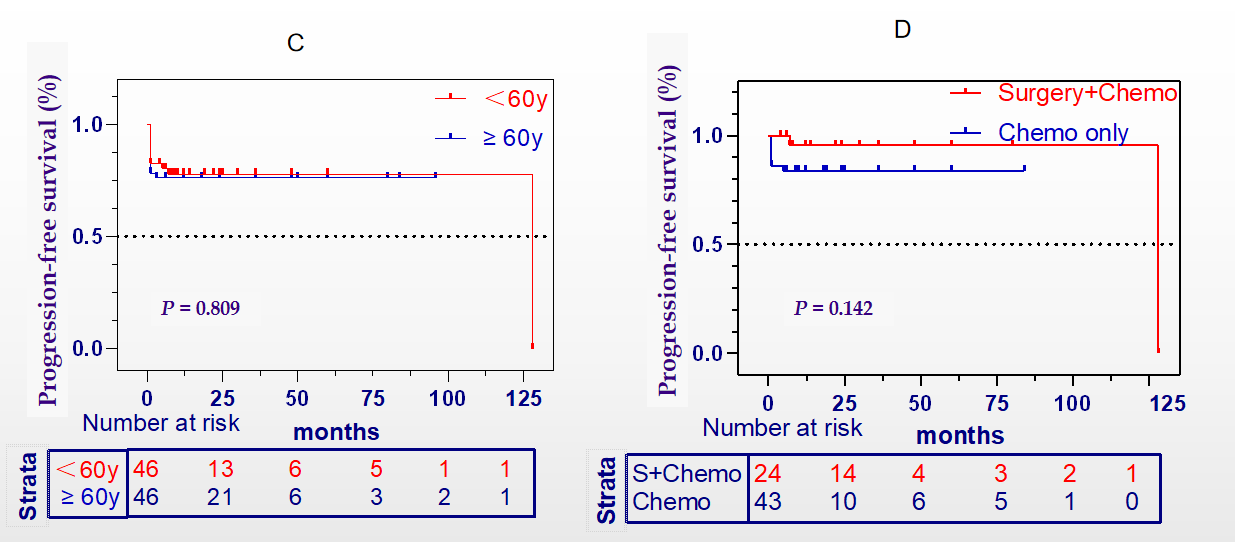 C
Progression-free survival (%)
<60y
≥ 60y
1.0
0.5
0.0
P = 0.809
0 25 50 75 100 125
Number at risk
months
Strata
<60y 46 13 6 5 1 1
≥ 60y 46 21 6 3 2 1
D
Progression-free survival (%)
Surgery+Chemo
Chemo only
1.0
0.5
0.0
P = 0.142
0 25 50 75 100 125
Number at risk
months
Strata
S+Chemo 24 14 4 3 2 1
Chemo 43 10 6 5 1 0